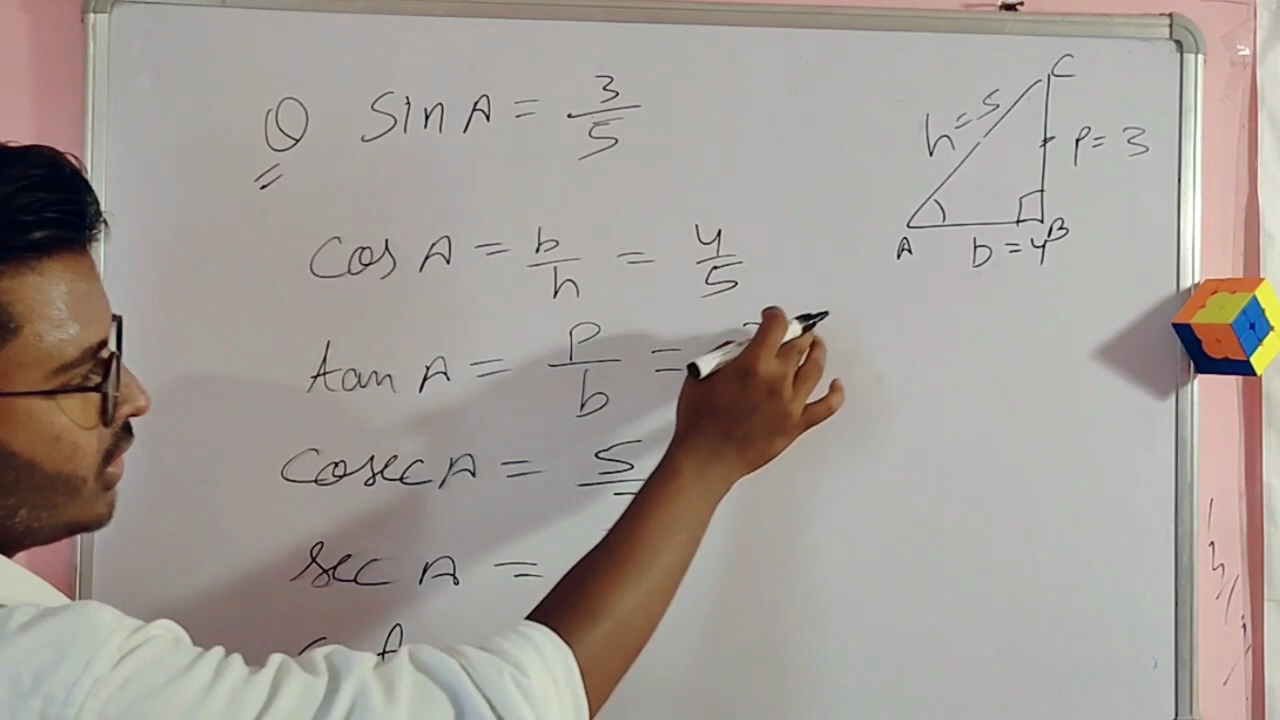 Q sin A = 3/5
cos A = b/h = 4/5
tan A = p/b =
cosec A = 5
sec A =
C
h = 5
p = 3
A
B
b = 4